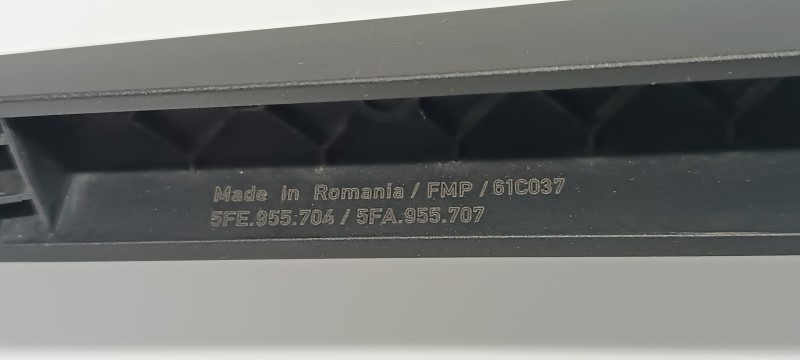 Made in Romania / FMP / 61C037
5FE.955.704 / 5FA.955.707